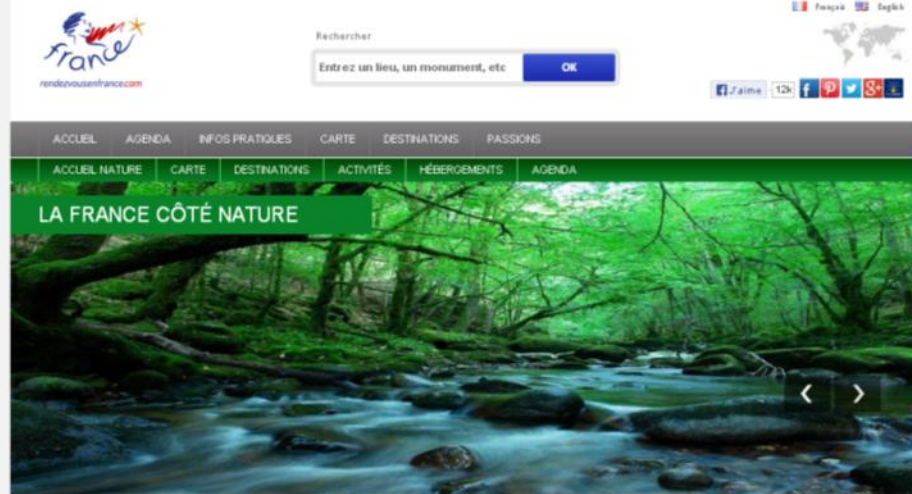 Français English
france
rendezvousenfrance.com
Rechercher
Entrez un lieu, un monument, etc OK
J'aime 12k
ACCUEIL AGENDA INFOS PRATIQUES CARTE DESTINATIONS PASSIONS
ACCUEIL NATURE CARTE DESTINATIONS ACTIVITÉS HÉBERGEMENTS AGENDA
LA FRANCE CÔTÉ NATURE